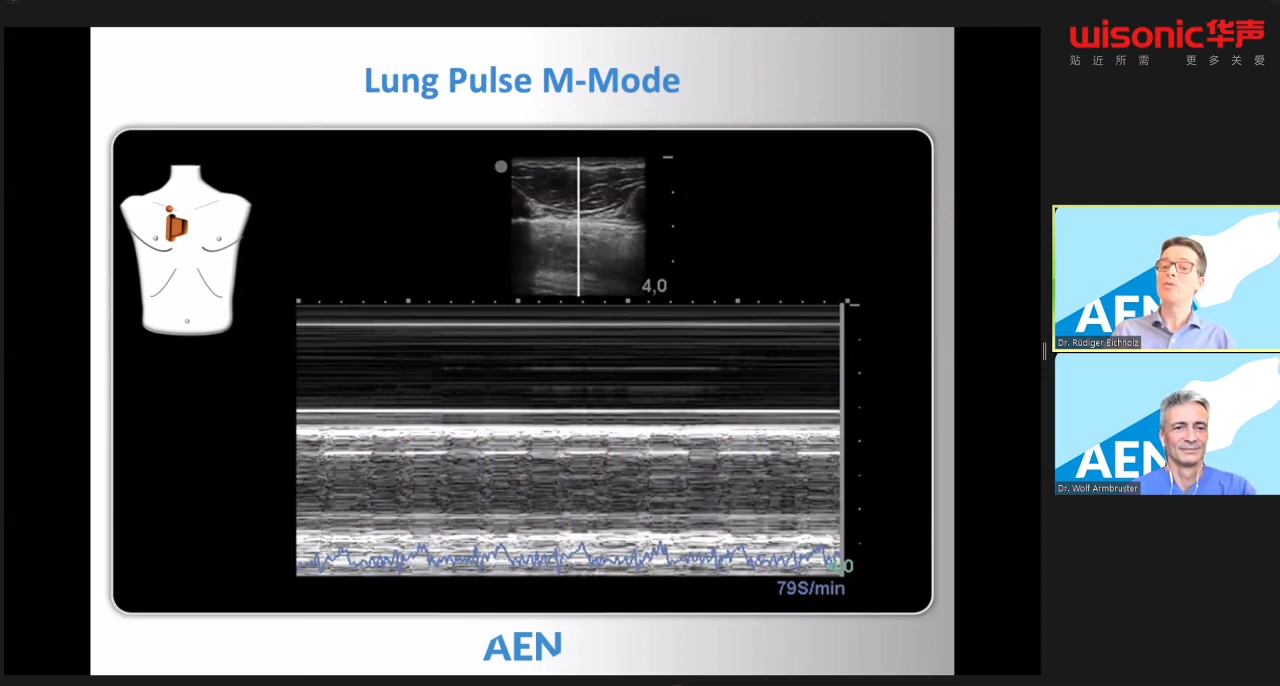 wisonic华声
贴近所需 更多关爱
Lung Pulse M-Mode
4,0
79S/min
AEN
AEN
Dr. Rüdiger Eichholz
AEN
Dr. Wolf Armbruster